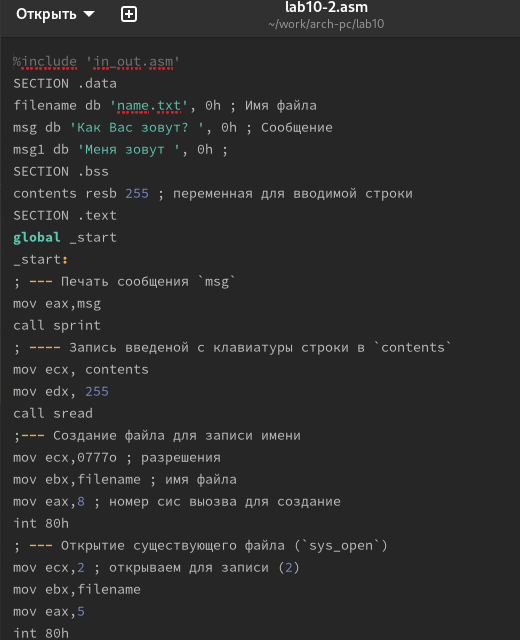 Открыть
lab10-2.asm
~/work/arch-pc/lab10
%include 'in_out.asm'
SECTION .data
filename db 'name.txt', 0h ; Имя файла
msg db 'Как Вас зовут? ', 0h ; Сообщение
msg1 db 'Меня зовут ', 0h ;
SECTION .bss
contents resb 255 ; переменная для вводимой строки
SECTION .text
global _start
_start:
; --- Печать сообщения `msg`
mov eax,msg
call sprint
; ---- Запись введеной с клавиатуры строки в `contents`
mov ecx, contents
mov edx, 255
call sread
;--- Создание файла для записи имени
mov ecx,0777o ; разрешения
mov ebx,filename ; имя файла
mov eax,8 ; номер сис выозва для создание
int 80h
; --- Открытие существующего файла (`sys_open`)
mov ecx,2 ; открываем для записи (2)
mov ebx,filename
mov eax,5
int 80h